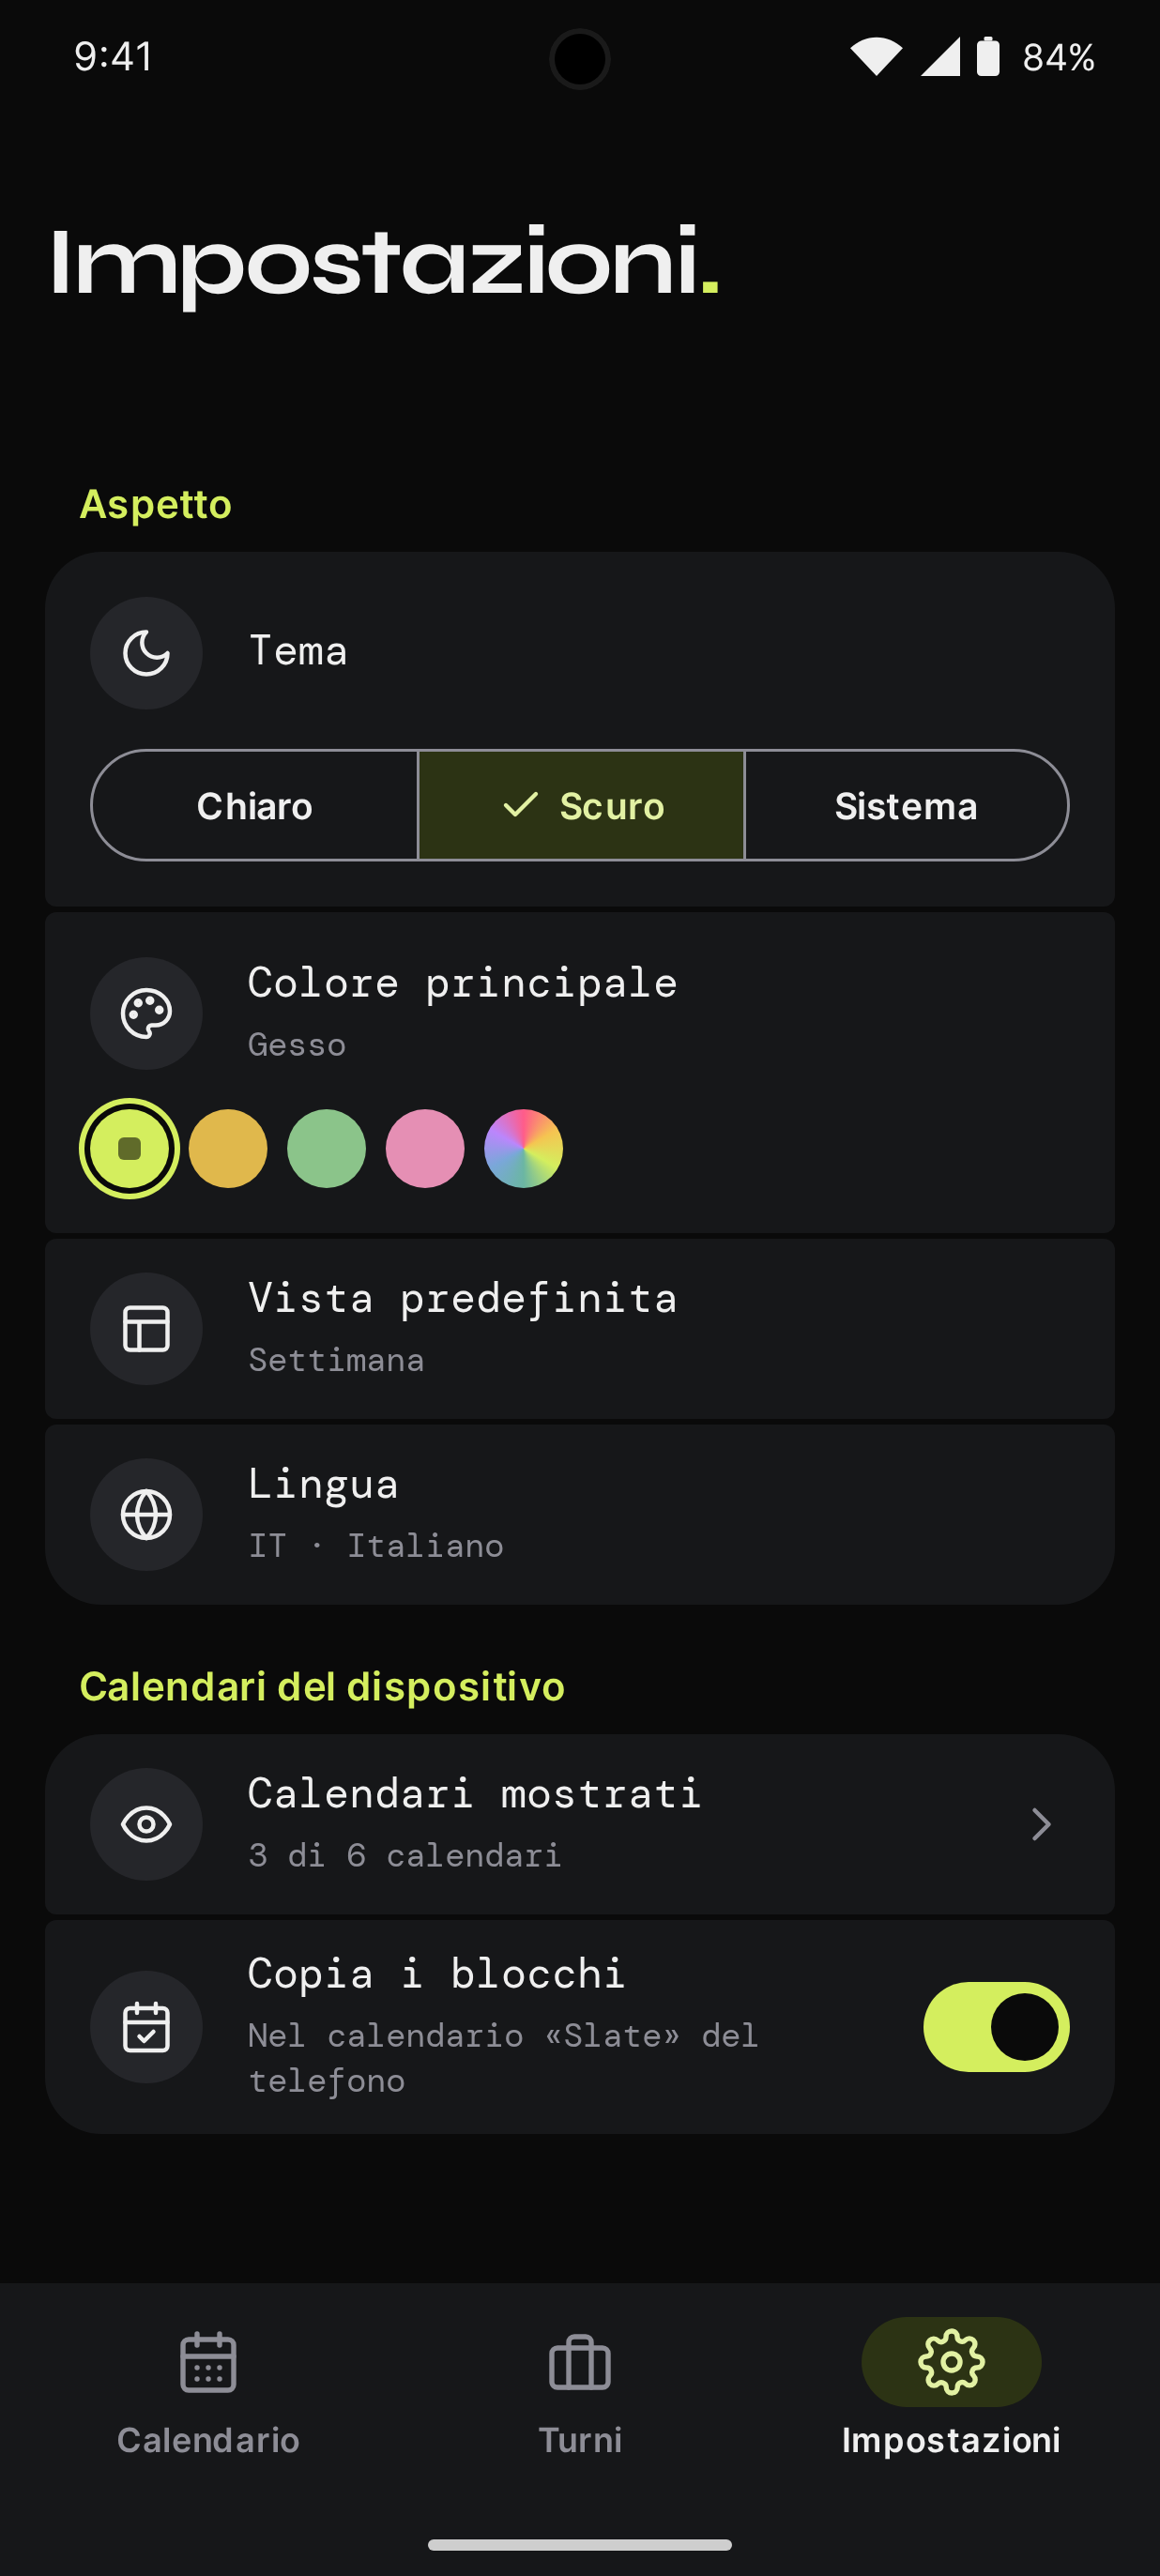 9:41
84%
Impostazioni.
Aspetto
Tema
Chiaro
Scuro
Sistema
Colore principale
Gesso
Vista predefinita
Settimana
Lingua
IT · Italiano
Calendari del dispositivo
Calendari mostrati
3 di 6 calendari
Copia i blocchi
Nel calendario «Slate» del
telefono
Calendario
Turni
Impostazioni